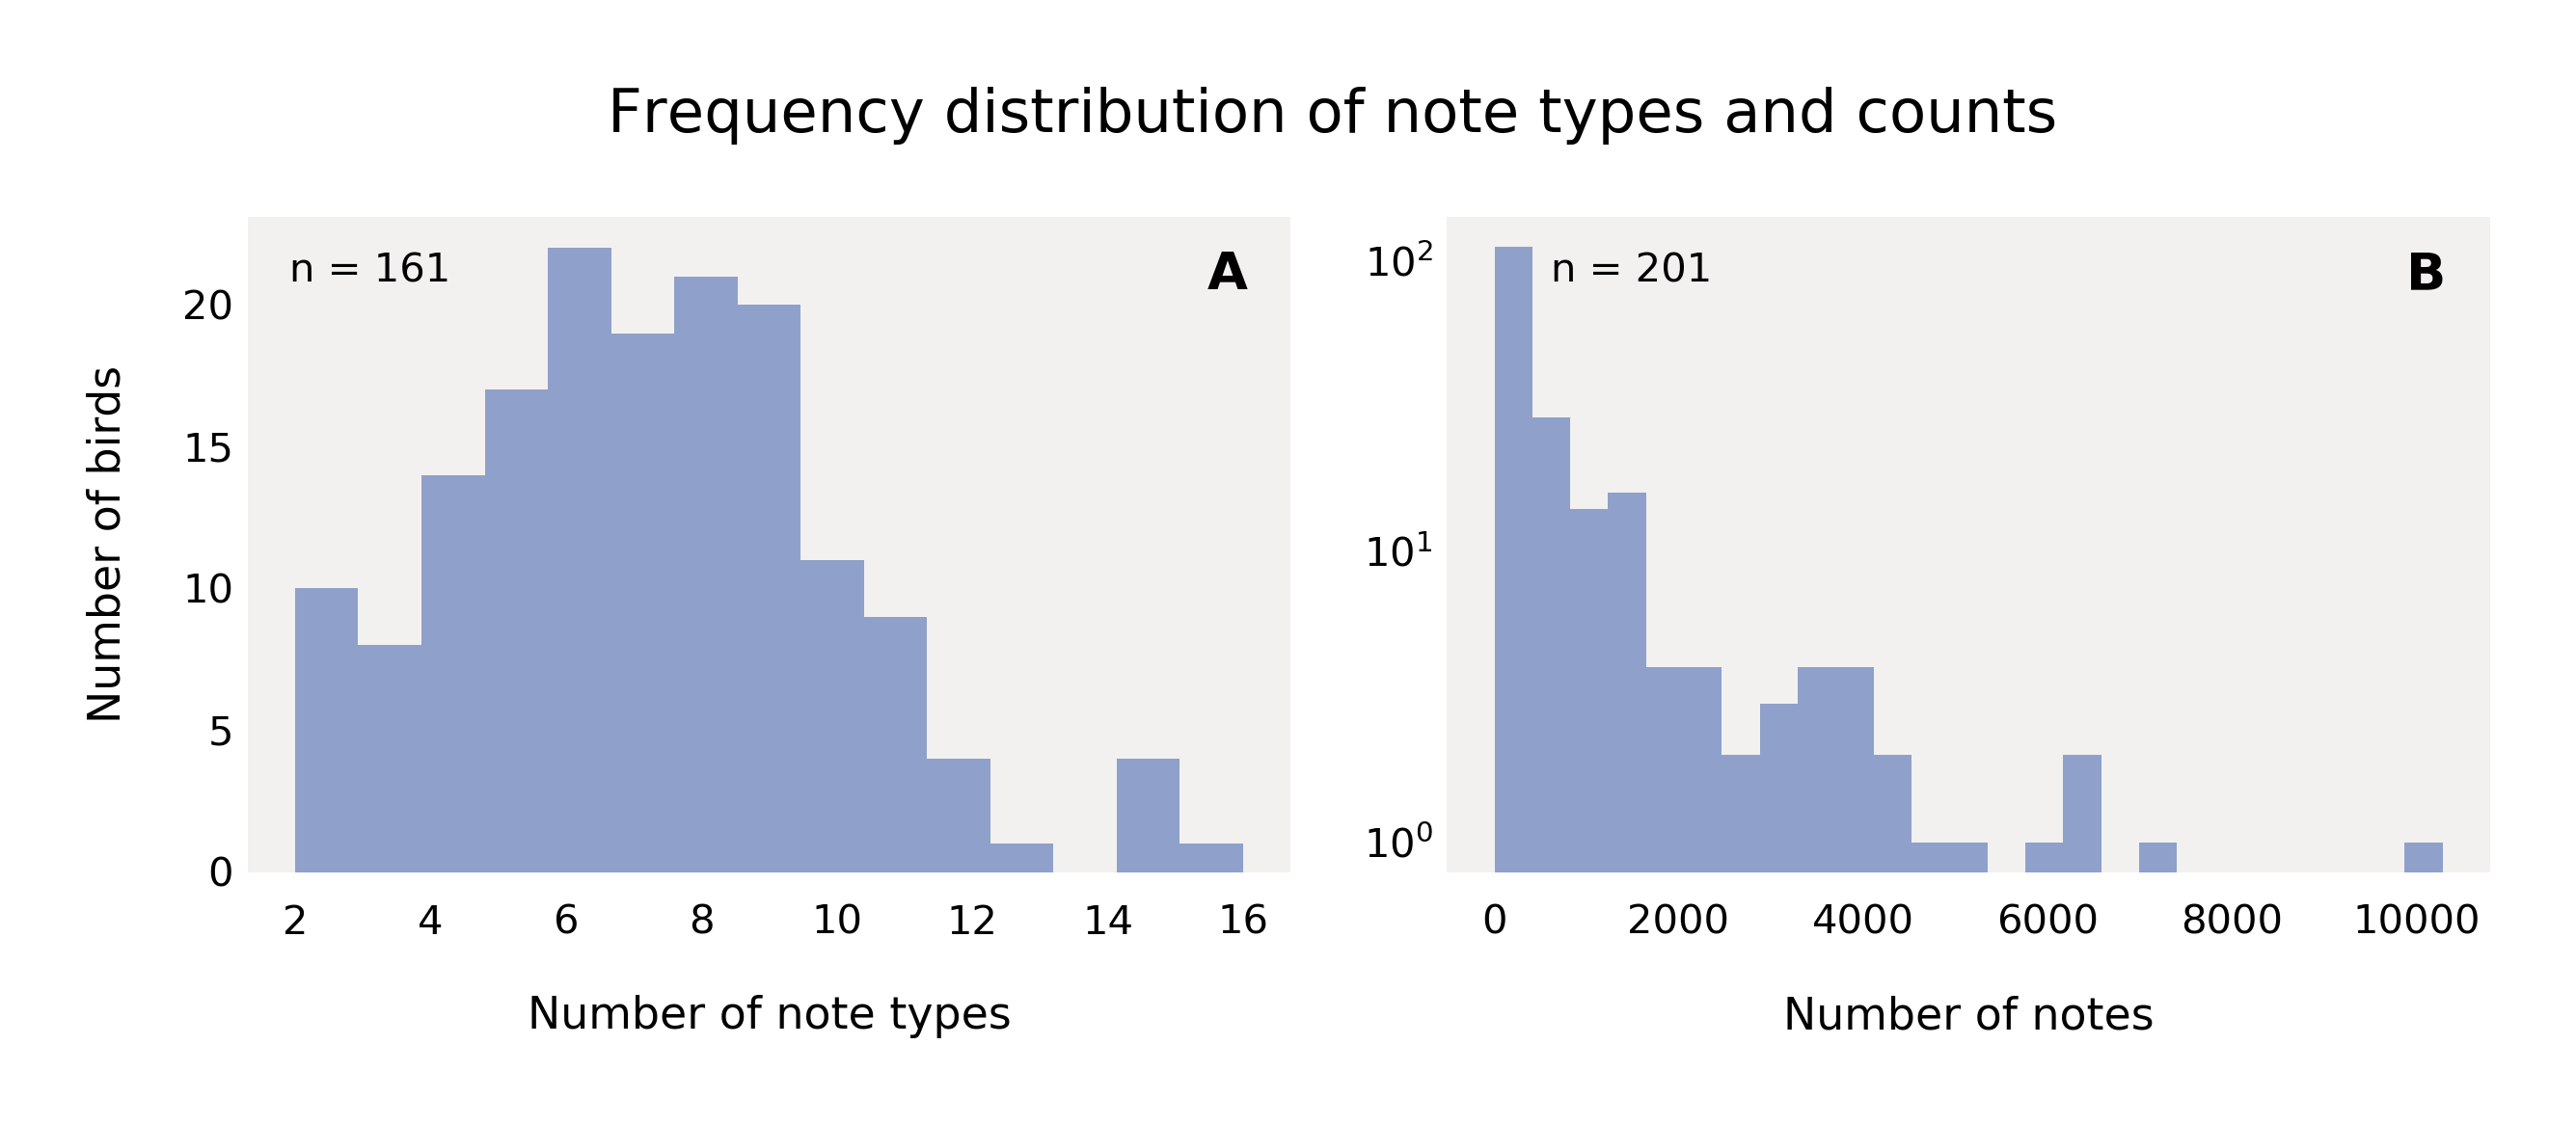 Frequency distribution of note types and counts
n = 161
A
20
15
10
5
0
Number of birds
2 4 6 8 10 12 14 16
Number of note types
n = 201
B
10²
10¹
10⁰
0 2000 4000 6000 8000 10000
Number of notes